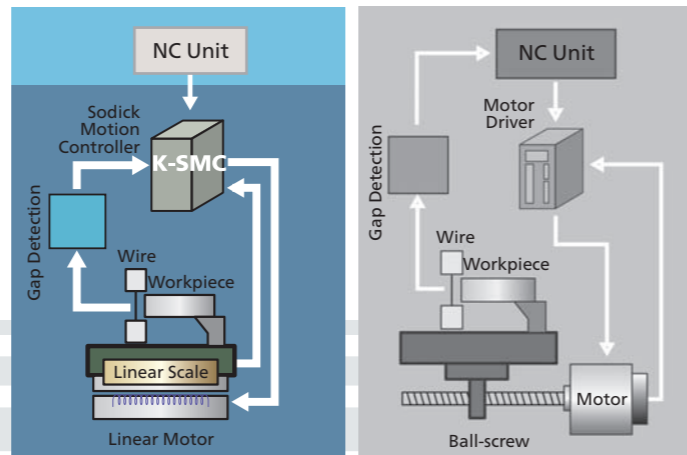 NC Unit
Sodick
Motion
Controller
K-SMC
Gap Detection
Wire
Workpiece
Linear Scale
Linear Motor
NC Unit
Motor
Driver
Gap Detection
Wire
Workpiece
Motor
Ball-screw